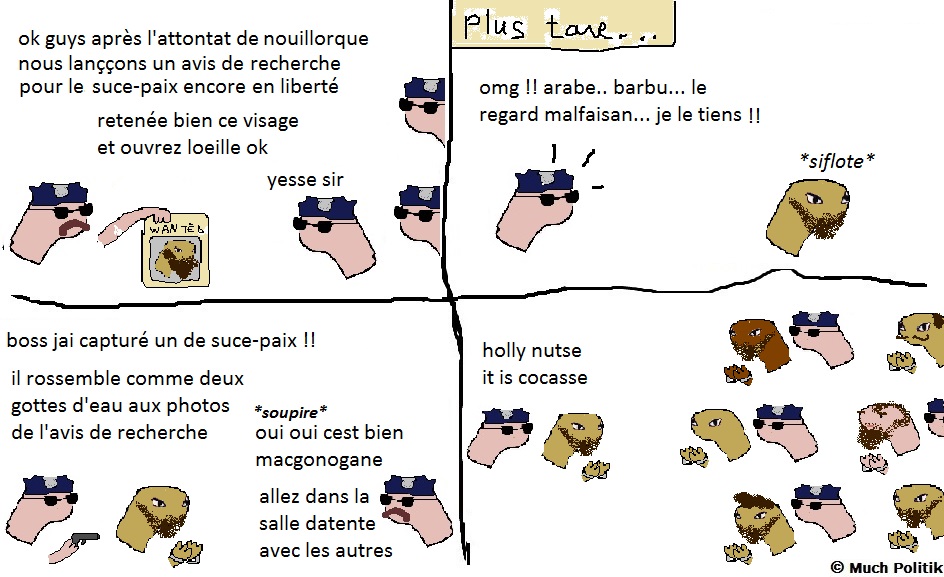 ok guys après l'attontat de nouillorque
nous lançções un avis de recherche
pour le suce-paix encore en liberté
retenée bien ce visage
et ouvrez loeille ok
yesse sir
WANTÈD
Plus tare...
omg !! arabe.. barbu... le
regard malfaisan... je le tiens !!
*siflote*
boss jai capturé un de suce-paix !!
il rossemble comme deux
gottes d'eau aux photos
de l'avis de recherche
*soupire*
oui oui cest bien
macgonogane
allez dans la
salle datente
avec les autres
holly nutse
it is cocasse
© Much Politik